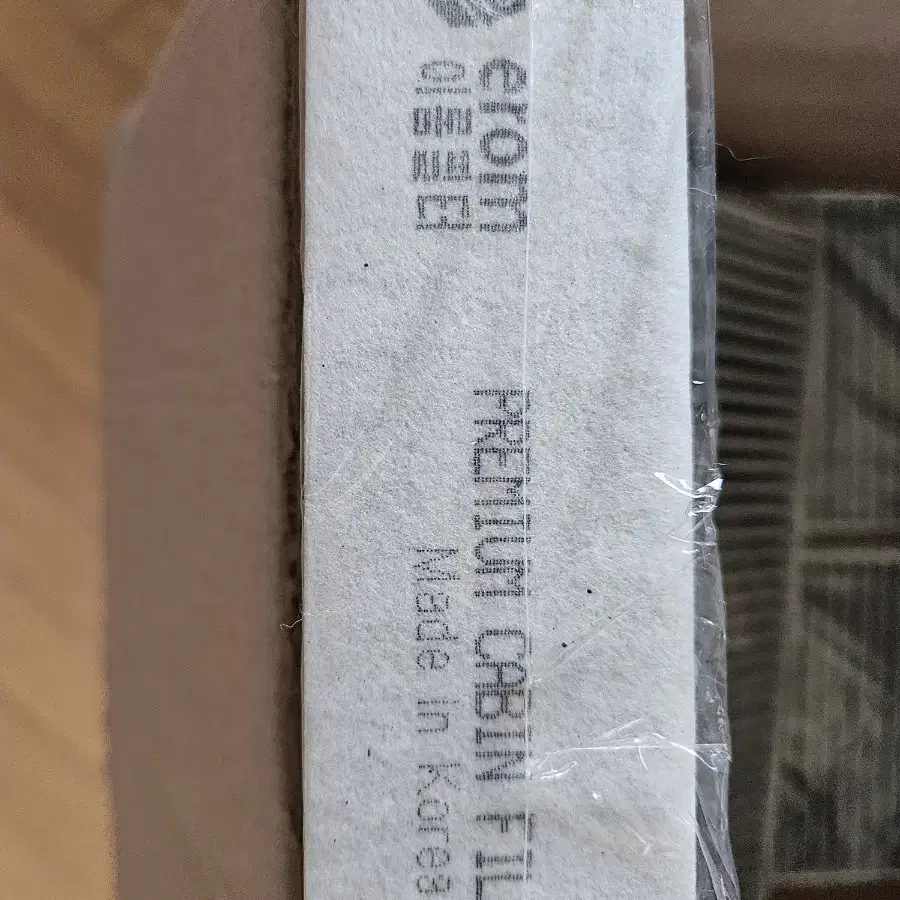 erom
이롬필터
PREMIUM CABIN FIL
Made in Korea